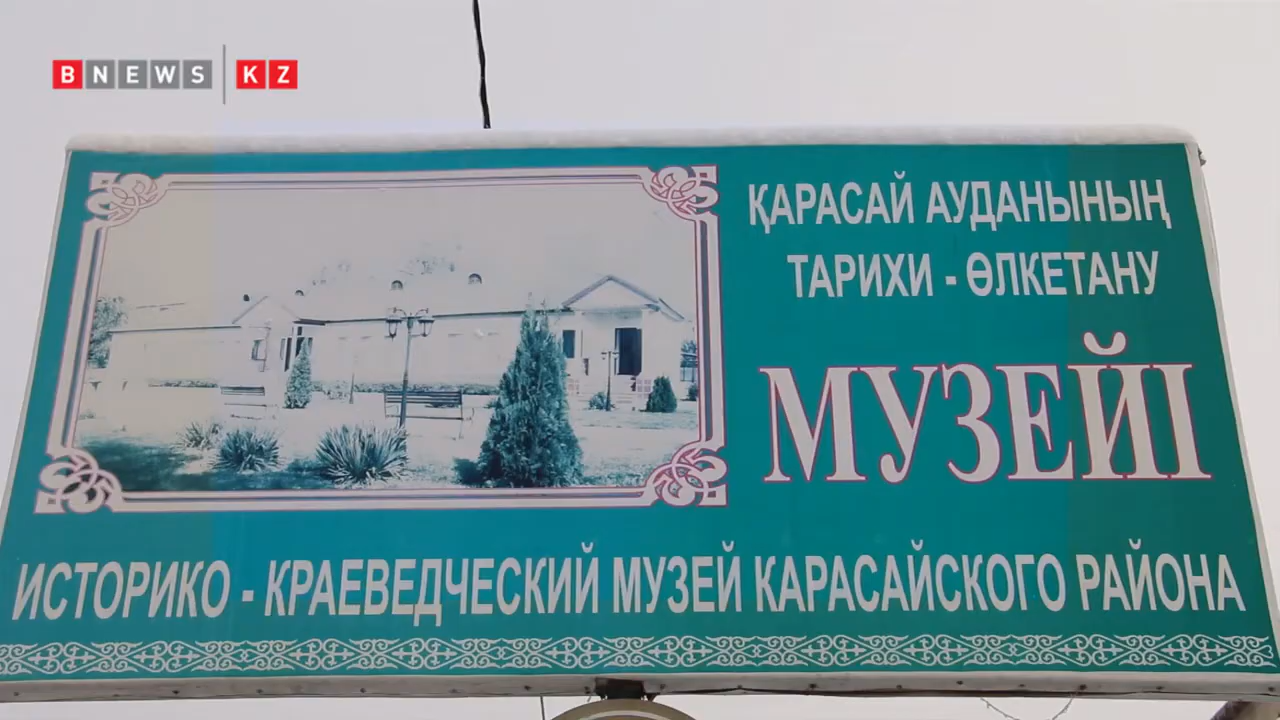 BNEWS KZ
ҚАРАСАЙ АУДАНЫНЫҢ
ТАРИХИ - ӨЛКЕТАНУ
МУЗЕЙІ
ИСТОРИКО - КРАЕВЕДЧЕСКИЙ МУЗЕЙ КАРАСАЙСКОГО РАЙОНА